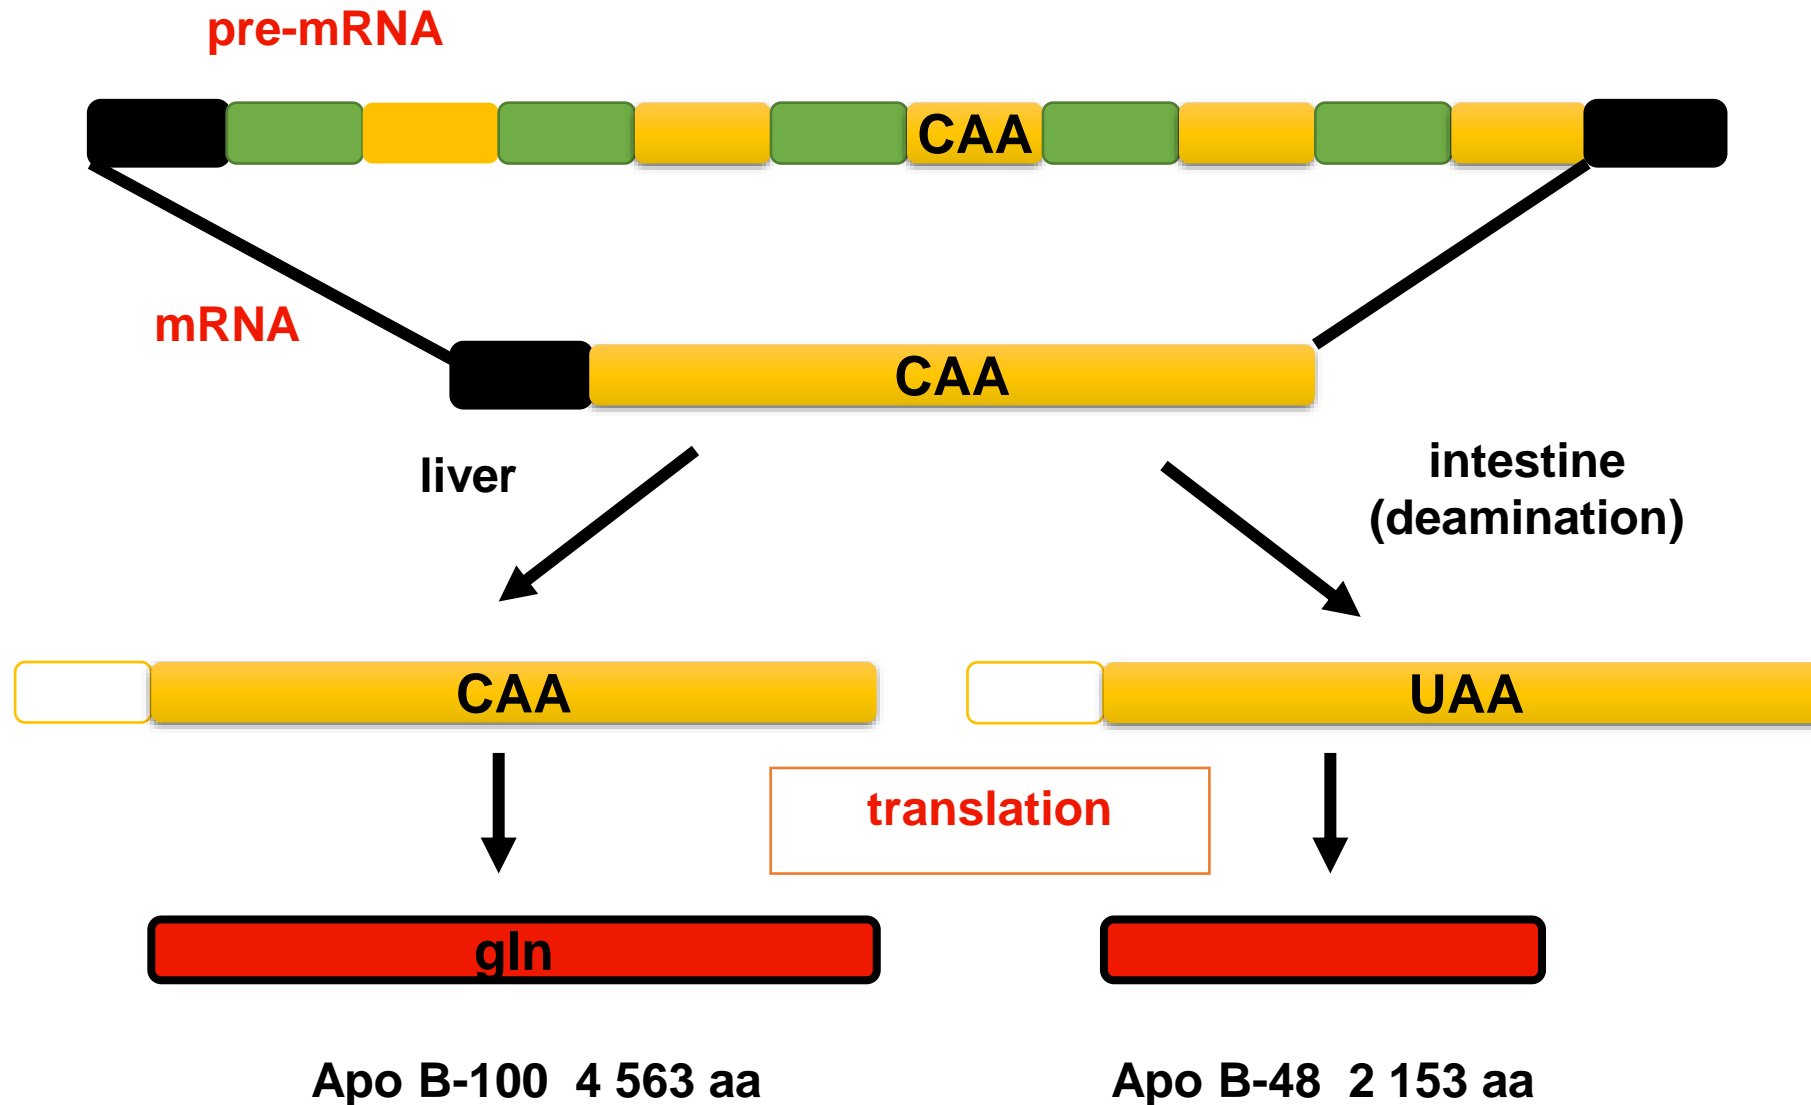 pre-mRNA
CAA
mRNA
CAA
liver
intestine
(deamination)
CAA
UAA
translation
gln
Apo B-100 4 563 aa
Apo B-48 2 153 aa